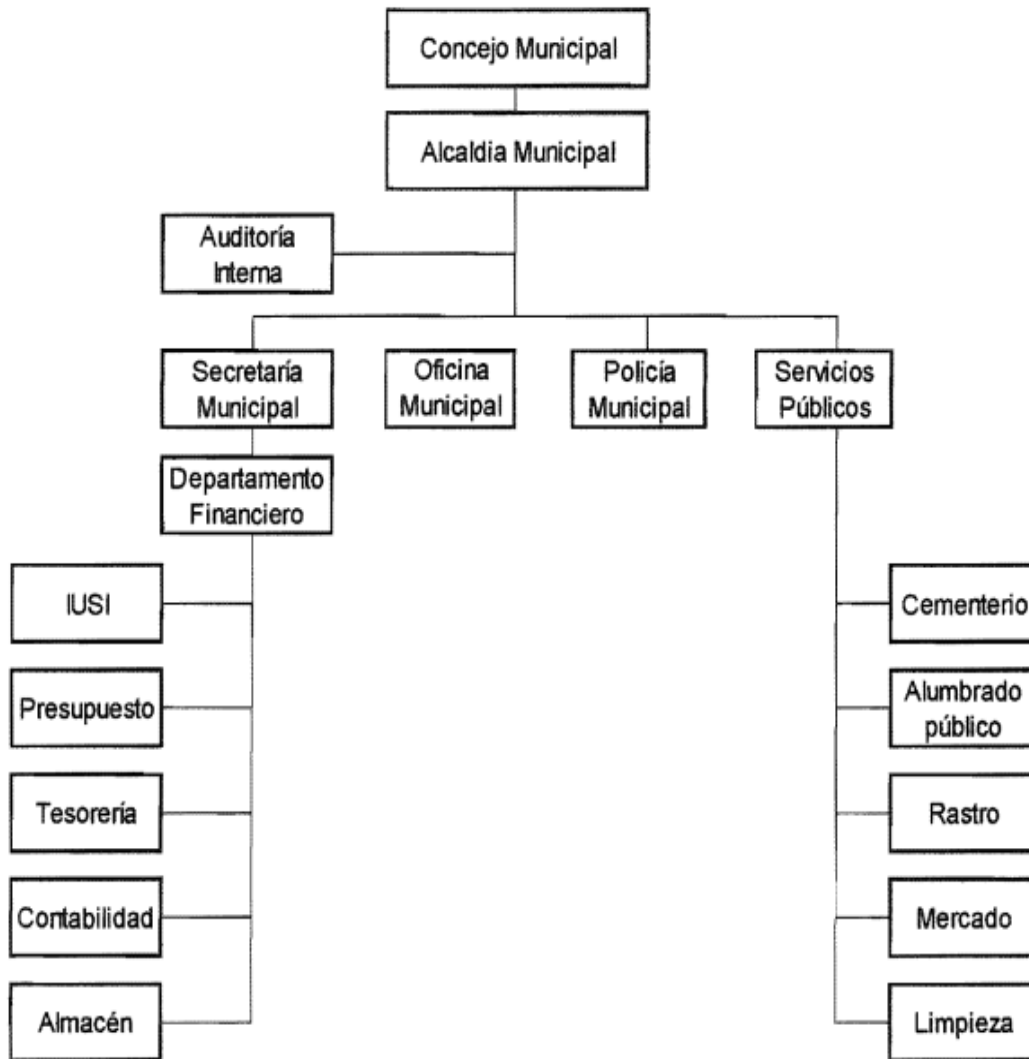 Concejo Municipal
Alcaldía Municipal
Auditoría
Interna
Secretaría
Municipal
Oficina
Municipal
Policía
Municipal
Servicios
Públicos
Departamento
Financiero
IUSI
Cementerio
Presupuesto
Alumbrado
público
Tesorería
Rastro
Contabilidad
Mercado
Almacén
Limpieza